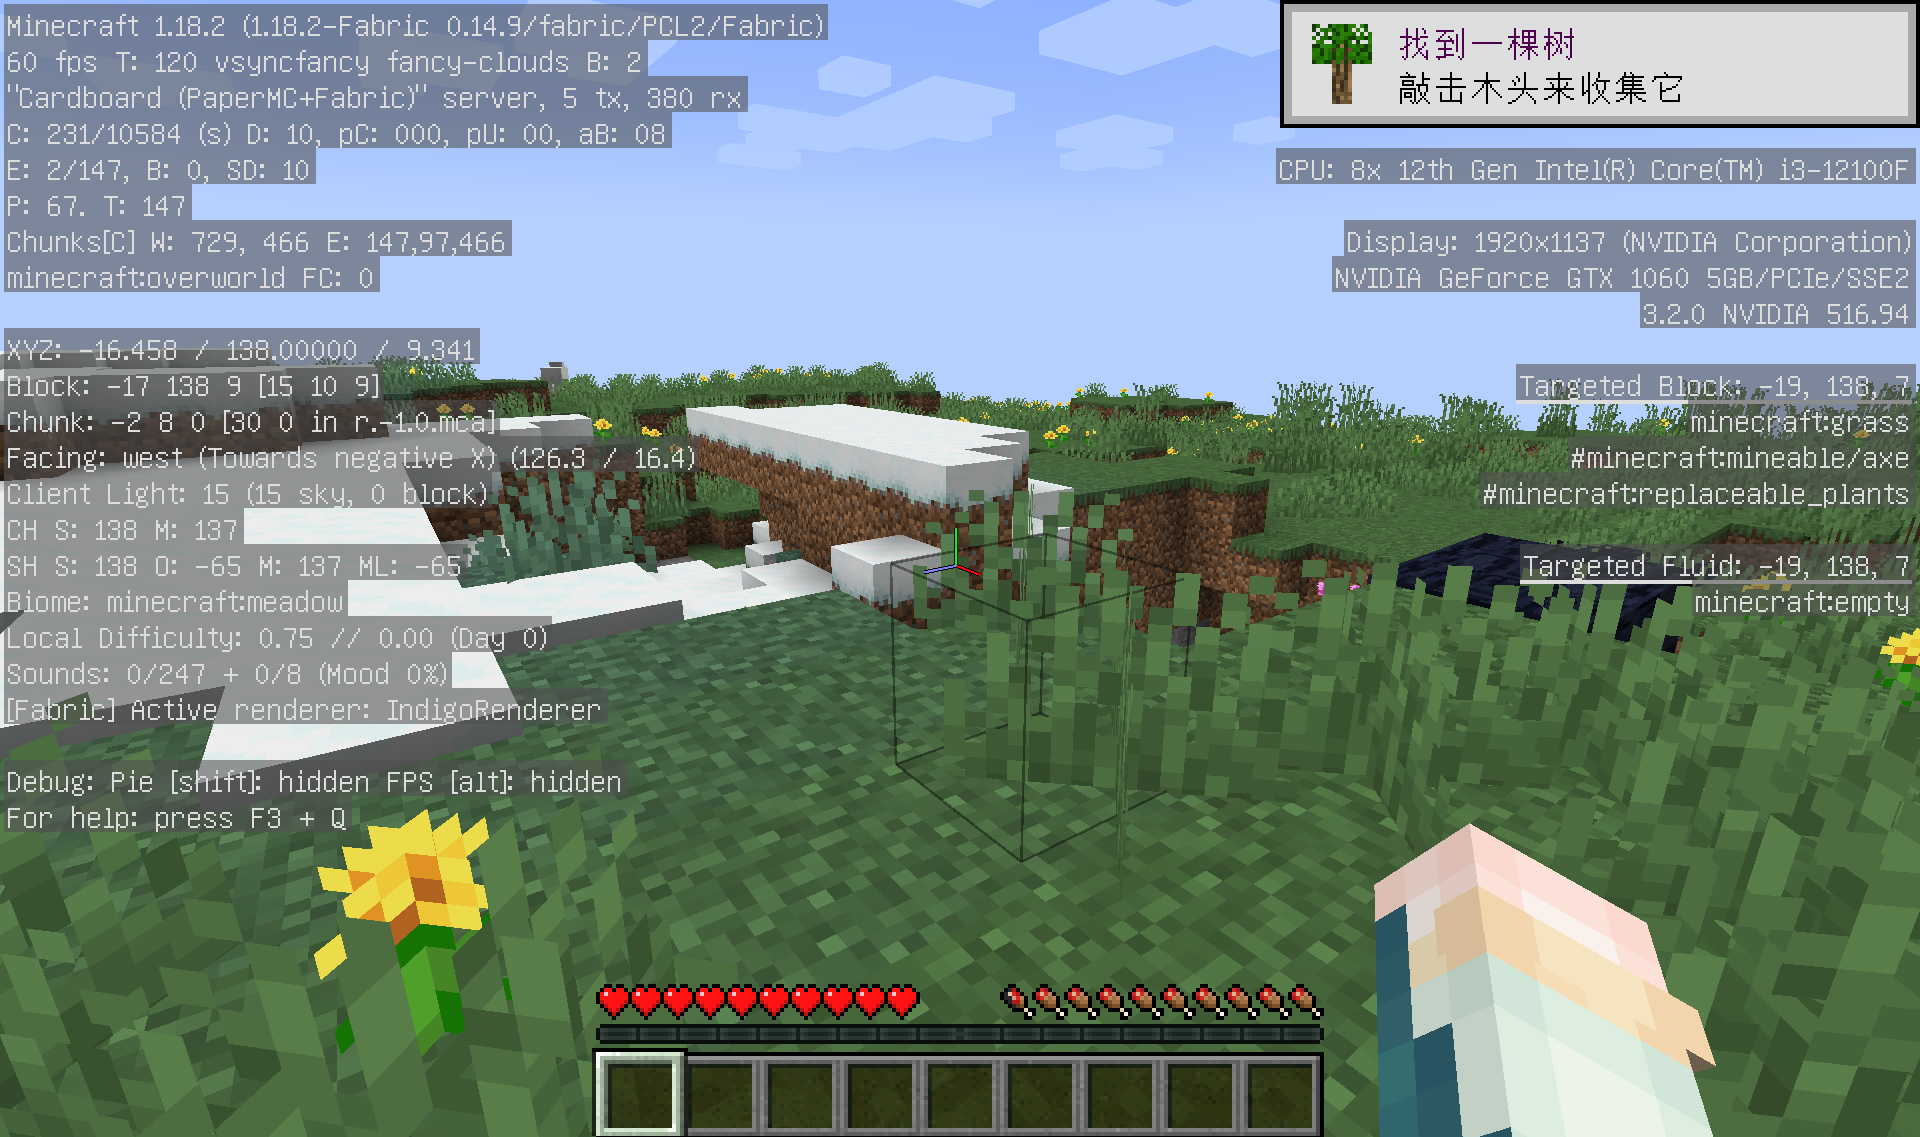 Minecraft 1.18.2 (1.18.2-Fabric 0.14.9/fabric/PCL2/Fabric)
60 fps T: 120 vsyncfancy fancy-clouds B: 2
"Cardboard (PaperMC+Fabric)" server, 5 tx, 380 rx
C: 231/10584 (s) D: 10, pC: 000, pU: 00, aB: 08
E: 2/147, B: 0, SD: 10
P: 67. T: 147
Chunks[C] W: 729, 466 E: 147,97,466
minecraft:overworld FC: 0
XYZ: -16.458 / 138.00000 / 9.341
Block: -17 138 9 [15 10 9]
Chunk: -2 8 0 [30 0 in r.-1.0.mca]
Facing: west (Towards negative X) (126.3 / 16.4)
Client Light: 15 (15 sky, 0 block)
CH S: 138 M: 137
SH S: 138 O: -65 M: 137 ML: -65
Biome: minecraft:meadow
Local Difficulty: 0.75 // 0.00 (Day 0)
Sounds: 0/247 + 0/8 (Mood 0%)
[Fabric] Active renderer: IndigoRenderer
Debug: Pie [shift]: hidden FPS [alt]: hidden
For help: press F3 + Q
找到一棵树
敲击木头来收集它
CPU: 8x 12th Gen Intel(R) Core(TM) i3-12100F
Display: 1920x1137 (NVIDIA Corporation)
NVIDIA GeForce GTX 1060 5GB/PCIe/SSE2
3.2.0 NVIDIA 516.94
Targeted Block: -19, 138, 7
minecraft:grass
#minecraft:mineable/axe
#minecraft:replaceable_plants
Targeted Fluid: -19, 138, 7
minecraft:empty